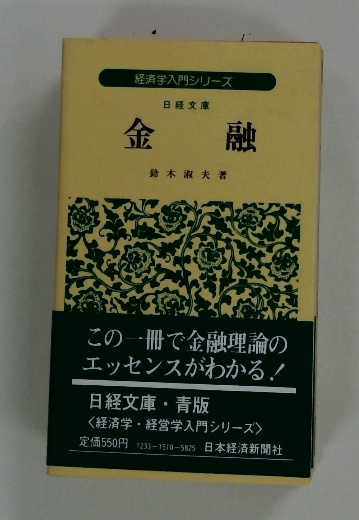 経済学入門シリーズ
日経文庫
金融
鈴木淑夫著
この一冊で金融理論の
エッセンスがわかる！
日経文庫・青版
〈経済学・経営学入門シリーズ〉
定価550円 1233-1510-5825 日本経済新聞社